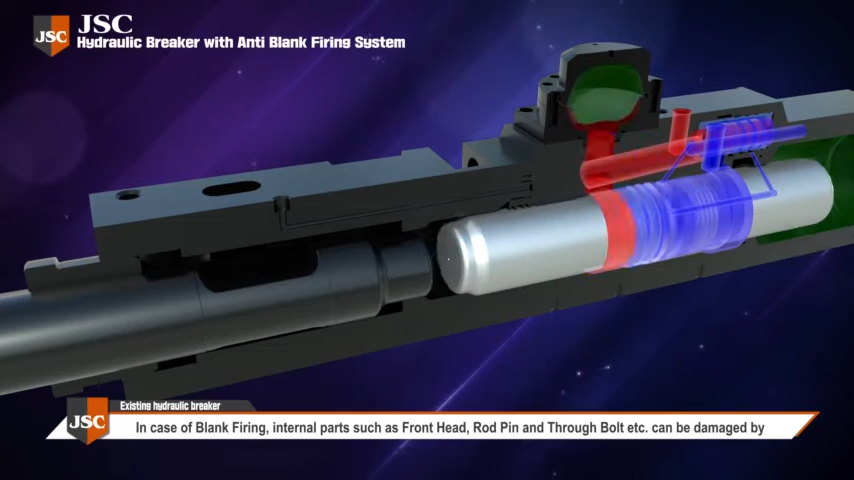 JSC
JSC
Hydraulic Breaker with Anti Blank Firing System
Existing hydraulic breaker
JSC
In case of Blank Firing, internal parts such as Front Head, Rod Pin and Through Bolt etc. can be damaged by